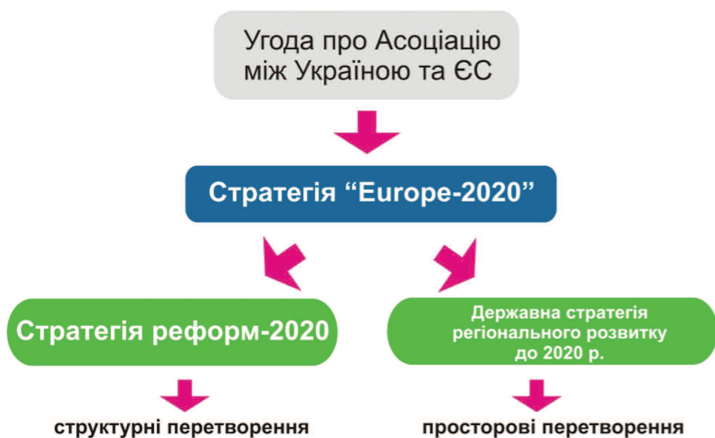 Угода про Асоціацію
між Україною та ЄС
Стратегія “Europe-2020”
Стратегія реформ-2020
Державна стратегія
регіонального розвитку
до 2020 р.
структурні перетворення
просторові перетворення